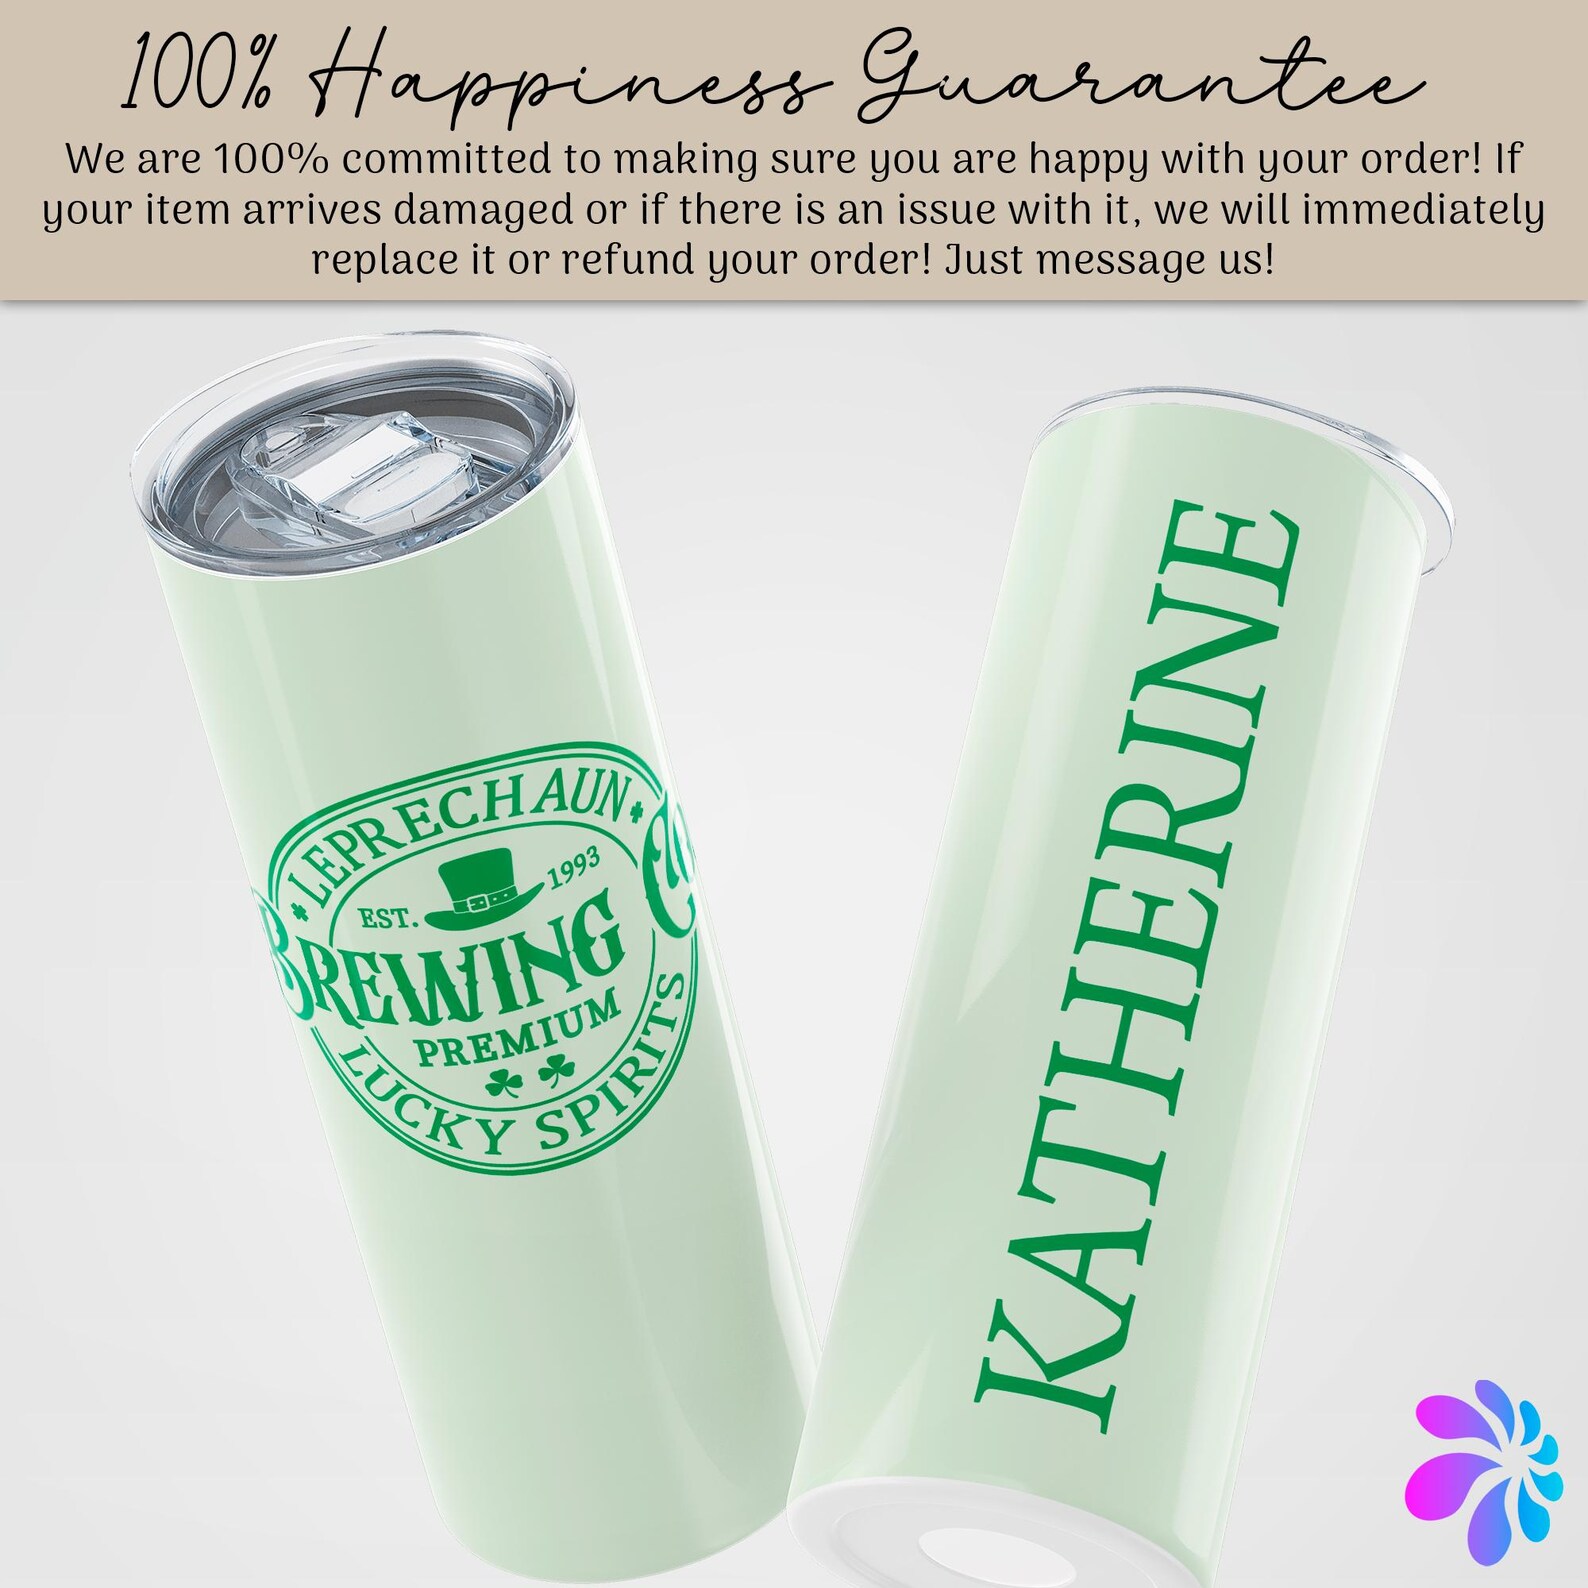 100% Happiness Guarantee
We are 100% committed to making sure you are happy with your order! If
your item arrives damaged or if there is an issue with it, we will immediately
replace it or refund your order! Just message us!
LEPRECHAUN
EST. 1993
BREWING Co
PREMIUM
LUCKY SPIRITS
KATHERINE